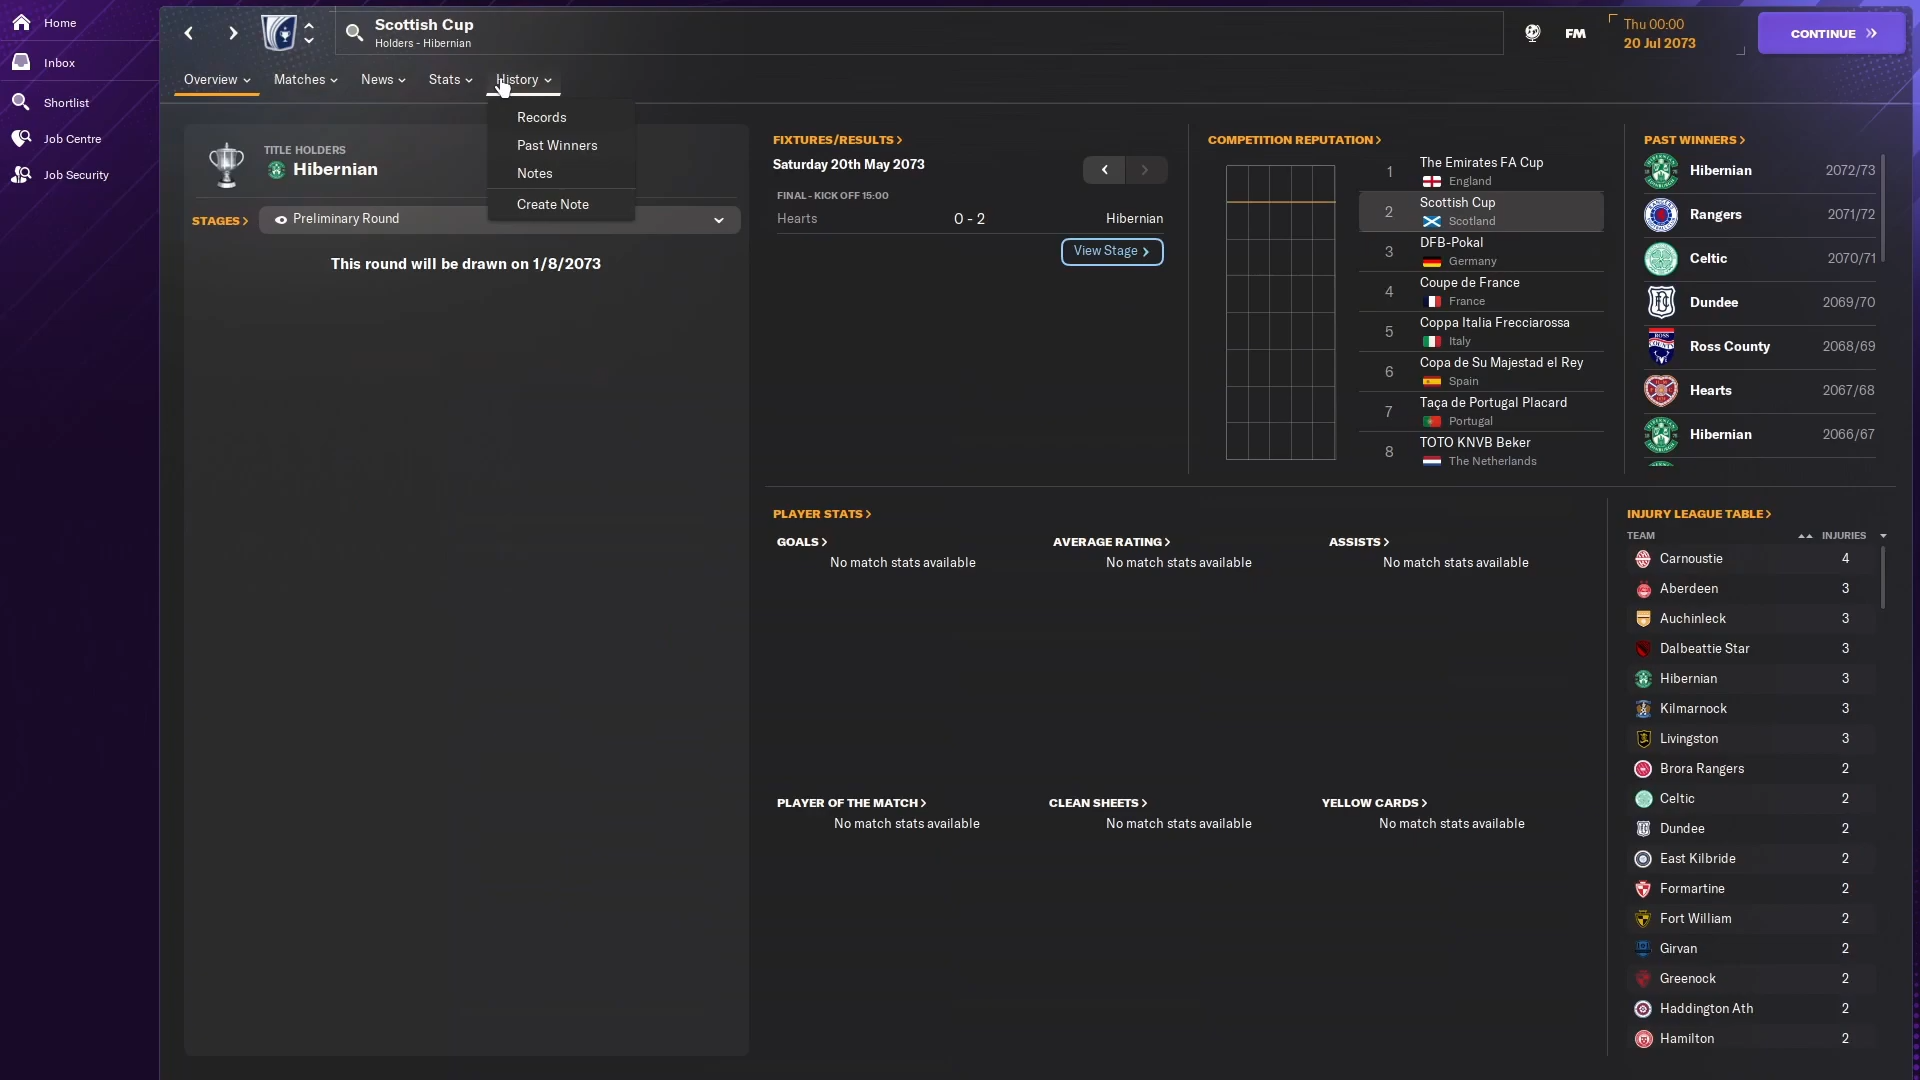 Home
Inbox
Shortlist
Job Centre
Job Security
Scottish Cup
Holders - Hibernian
FM
Thu 00:00
20 Jul 2073
CONTINUE
Overview
Matches
News
Stats
History
Records
Past Winners
Notes
Create Note
TITLE HOLDERS
Hibernian
STAGES
Preliminary Round
This round will be drawn on 1/8/2073
FIXTURES/RESULTS
Saturday 20th May 2073
FINAL - KICK OFF 15:00
Hearts 0 - 2 Hibernian
View Stage
COMPETITION REPUTATION
1 The Emirates FA Cup
England
2 Scottish Cup
Scotland
3 DFB-Pokal
Germany
4 Coupe de France
France
5 Coppa Italia Frecciarossa
Italy
6 Copa de Su Majestad el Rey
Spain
7 Taça de Portugal Placard
Portugal
8 TOTO KNVB Beker
The Netherlands
PAST WINNERS
Hibernian 2072/73
Rangers 2071/72
Celtic 2070/71
Dundee 2069/70
Ross County 2068/69
Hearts 2067/68
Hibernian 2066/67
PLAYER STATS
GOALS
No match stats available
AVERAGE RATING
No match stats available
ASSISTS
No match stats available
PLAYER OF THE MATCH
No match stats available
CLEAN SHEETS
No match stats available
YELLOW CARDS
No match stats available
INJURY LEAGUE TABLE
TEAM INJURIES
Carnoustie 4
Aberdeen 3
Auchinleck 3
Dalbeattie Star 3
Hibernian 3
Kilmarnock 3
Livingston 3
Brora Rangers 2
Celtic 2
Dundee 2
East Kilbride 2
Formartine 2
Fort William 2
Girvan 2
Greenock 2
Haddington Ath 2
Hamilton 2